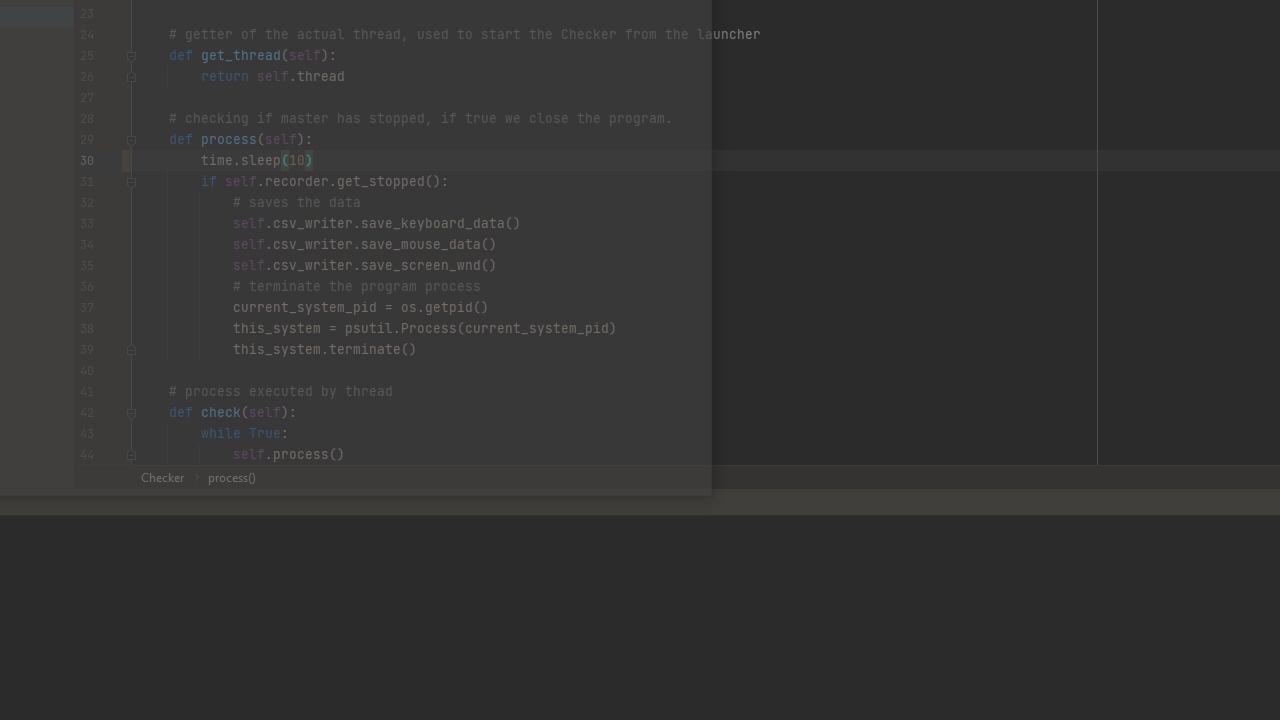 23
24 # getter of the actual thread, used to start the Checker from the launcher
25 def get_thread(self):
26 return self.thread
27
28 # checking if master has stopped, if true we close the program.
29 def process(self):
30 time.sleep(10)
31 if self.recorder.get_stopped():
32 # saves the data
33 self.csv_writer.save_keyboard_data()
34 self.csv_writer.save_mouse_data()
35 self.csv_writer.save_screen_wnd()
36 # terminate the program process
37 current_system_pid = os.getpid()
38 this_system = psutil.Process(current_system_pid)
39 this_system.terminate()
40
41 # process executed by thread
42 def check(self):
43 while True:
44 self.process()
Checker › process()